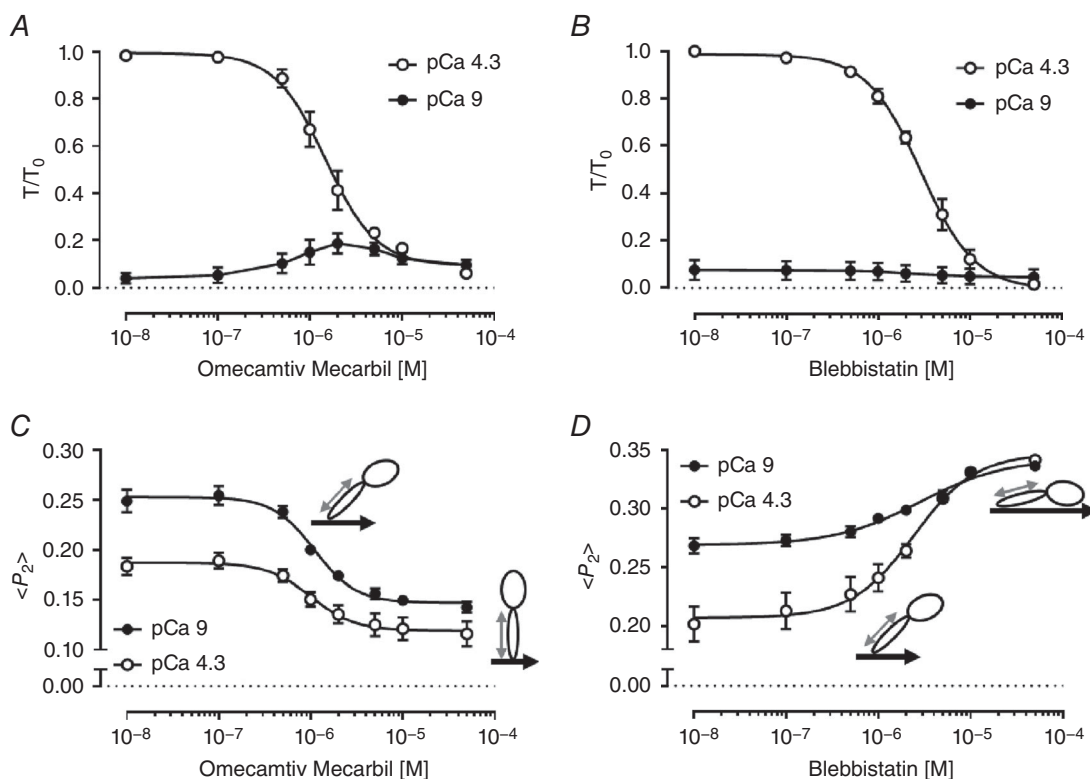 A
1.0
0.8
0.6
0.4
0.2
0.0
T/T₀
pCa 4.3
pCa 9
10⁻⁸ 10⁻⁷ 10⁻⁶ 10⁻⁵ 10⁻⁴
Omecamtiv Mecarbil [M]
B
1.0
0.8
0.6
0.4
0.2
0.0
T/T₀
pCa 4.3
pCa 9
10⁻⁸ 10⁻⁷ 10⁻⁶ 10⁻⁵ 10⁻⁴
Blebbistatin [M]
C
0.30
0.25
0.20
0.15
0.10
0.00
<P₂>
pCa 9
pCa 4.3
10⁻⁸ 10⁻⁷ 10⁻⁶ 10⁻⁵ 10⁻⁴
Omecamtiv Mecarbil [M]
D
0.35
0.30
0.25
0.20
0.00
<P₂>
pCa 9
pCa 4.3
10⁻⁸ 10⁻⁷ 10⁻⁶ 10⁻⁵ 10⁻⁴
Blebbistatin [M]